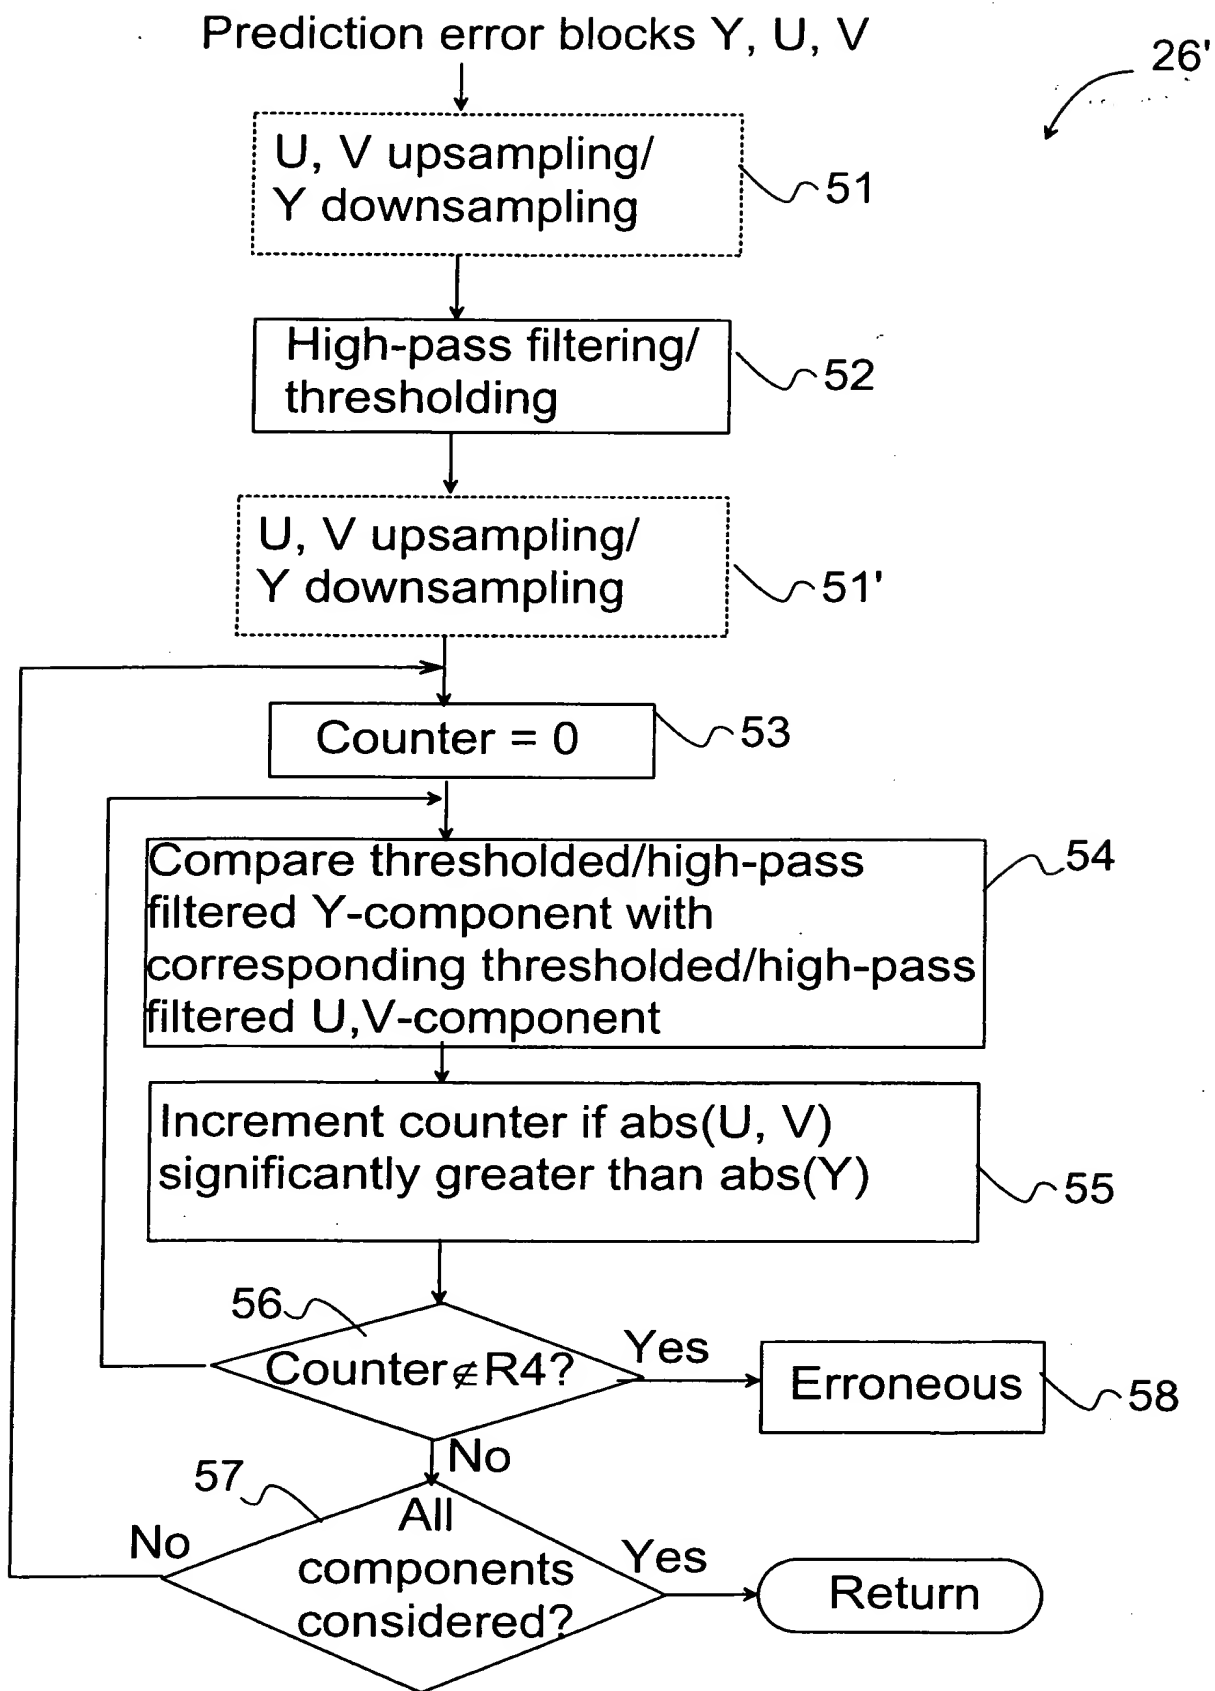 Prediction error blocks Y, U, V
26'
U, V upsampling/
Y downsampling
51
High-pass filtering/
thresholding
52
U, V upsampling/
Y downsampling
51'
Counter = 0
53
Compare thresholded/high-pass
filtered Y-component with
corresponding thresholded/high-pass
filtered U,V-component
54
Increment counter if abs(U, V)
significantly greater than abs(Y)
55
56
Counter∉R4?
Yes
Erroneous
58
No
57
No
All
components
considered?
Yes
Return